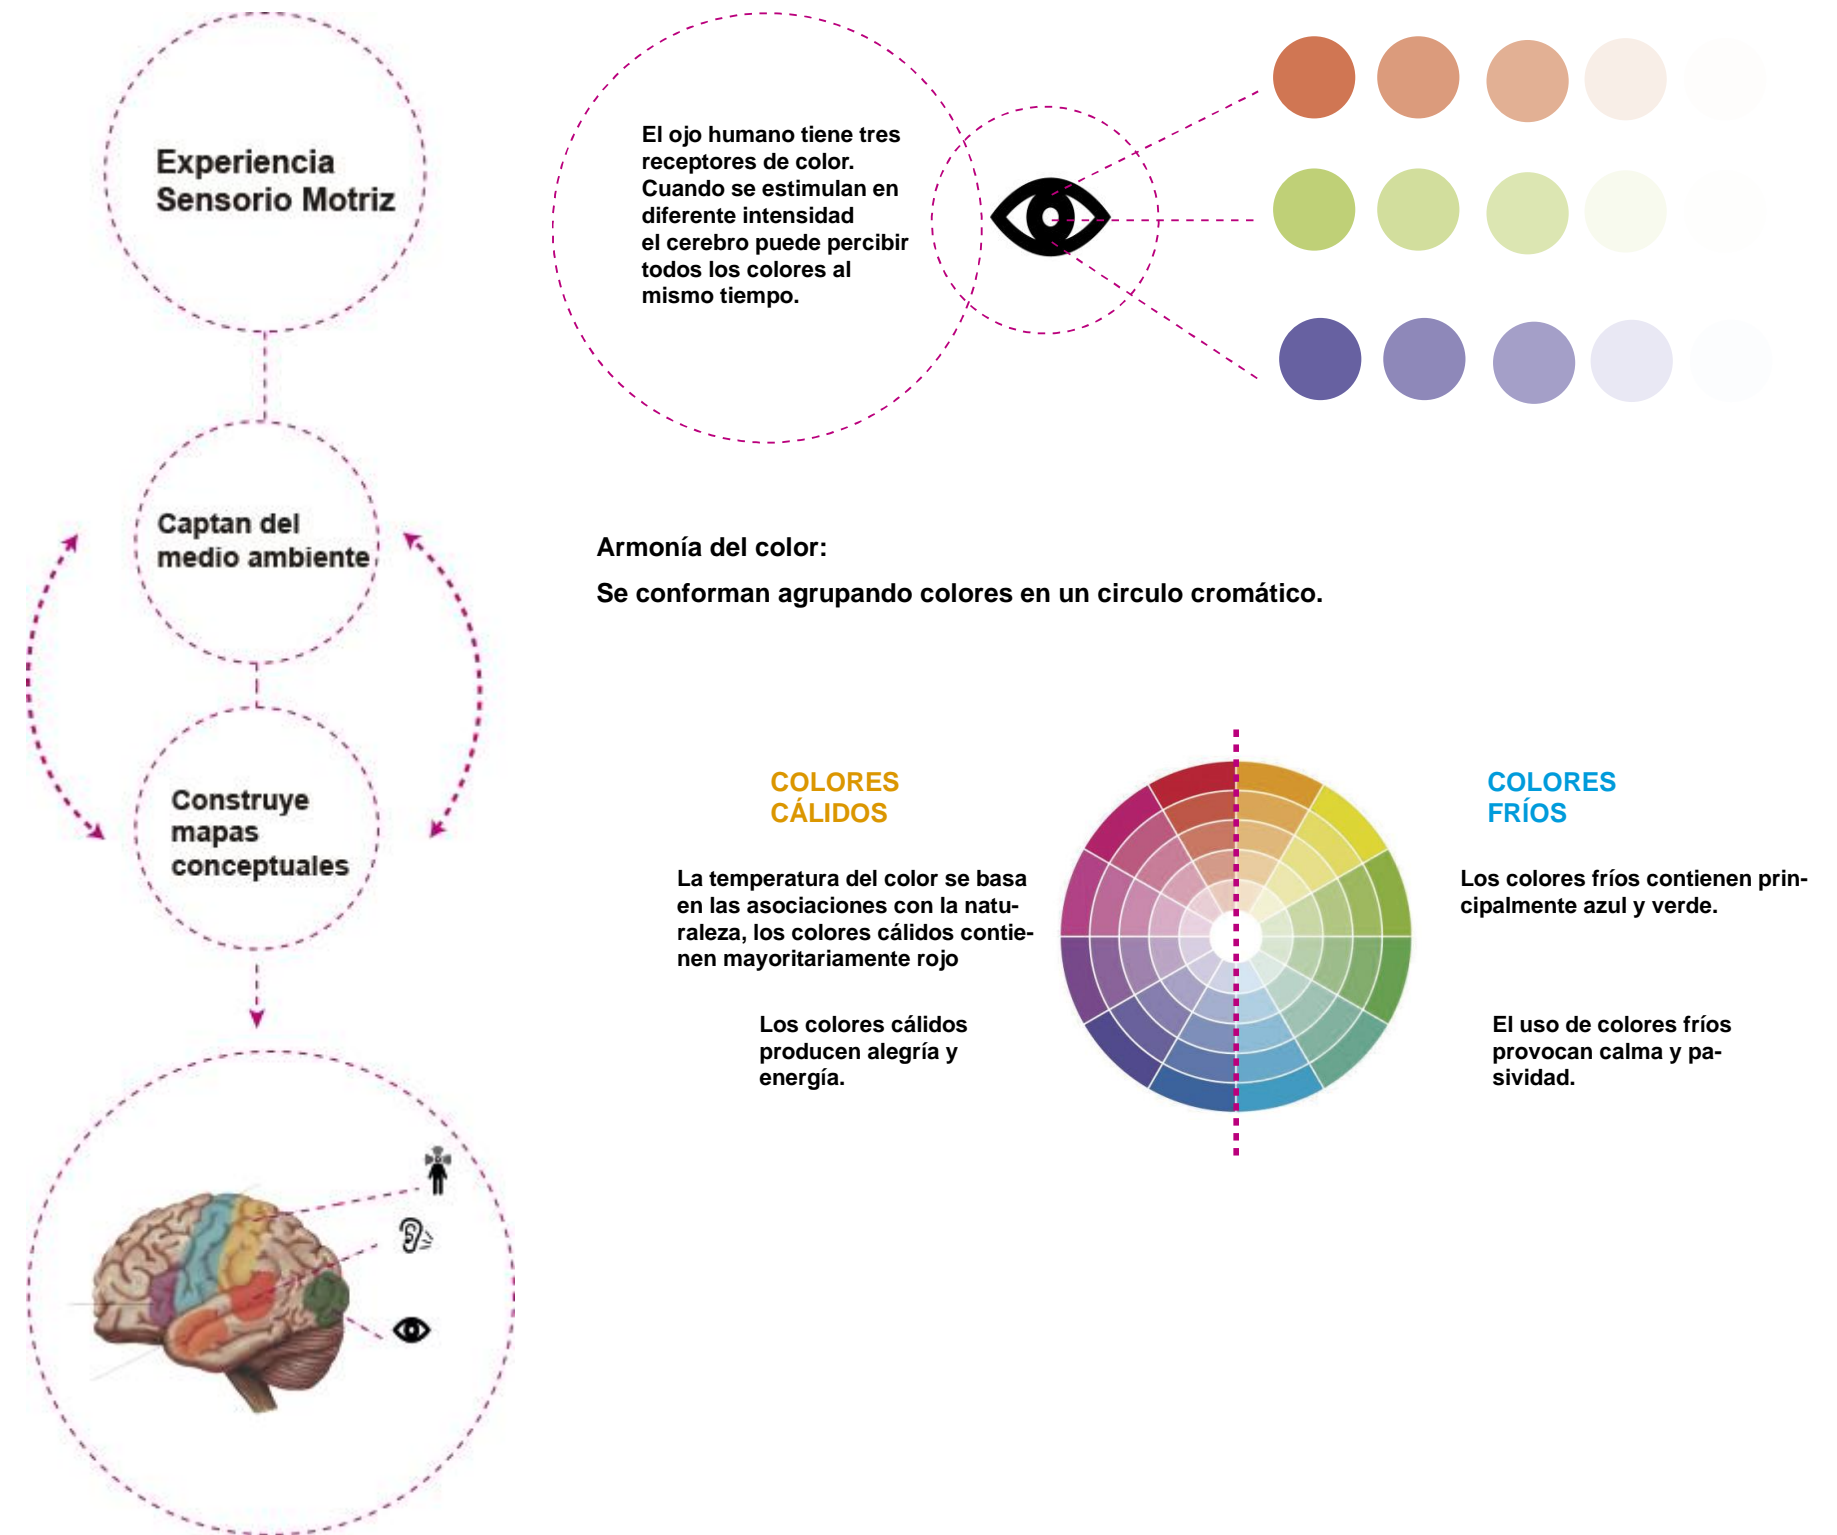 Experiencia
Sensorio Motriz
Captan del
medio ambiente
Construye
mapas
conceptuales
El ojo humano tiene tres
receptores de color.
Cuando se estimulan en
diferente intensidad
el cerebro puede percibir
todos los colores al
mismo tiempo.
Armonía del color:
Se conforman agrupando colores en un circulo cromático.
COLORES
CÁLIDOS
La temperatura del color se basa
en las asociaciones con la natu-
raleza, los colores cálidos contie-
nen mayoritariamente rojo
Los colores cálidos
producen alegría y
energía.
COLORES
FRÍOS
Los colores fríos contienen prin-
cipalmente azul y verde.
El uso de colores fríos
provocan calma y pa-
sividad.